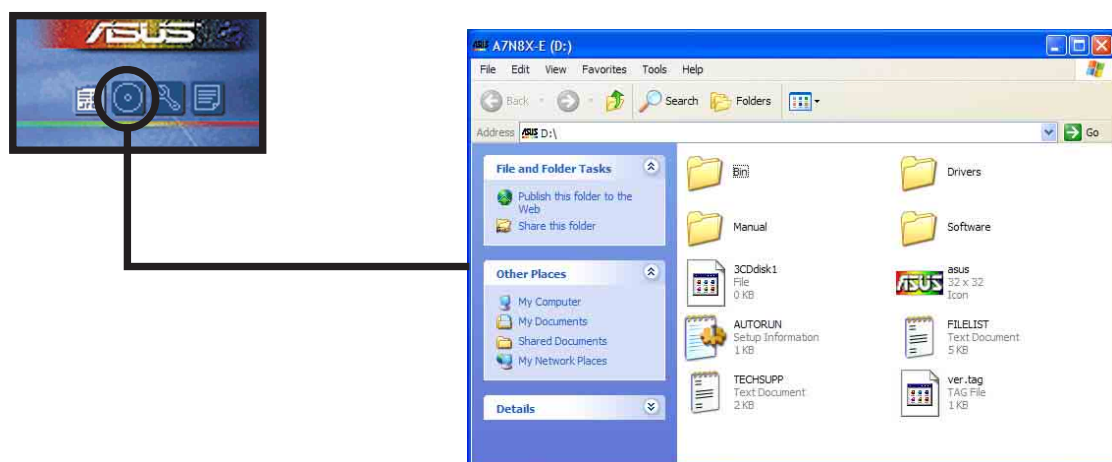 ASUS
ASUS A7N8X-E (D:)
File Edit View Favorites Tools Help
Back Search Folders
Address ASUS D:\ Go
File and Folder Tasks
Publish this folder to the
Web
Share this folder
Other Places
My Computer
My Documents
Shared Documents
My Network Places
Details
Bin
Drivers
Manual
Software
3CDdisk1
File
0 KB
ASUS
asus
32 x 32
Icon
AUTORUN
Setup Information
1 KB
FILELIST
Text Document
5 KB
TECHSUPP
Text Document
2 KB
ver.tag
TAG File
1 KB